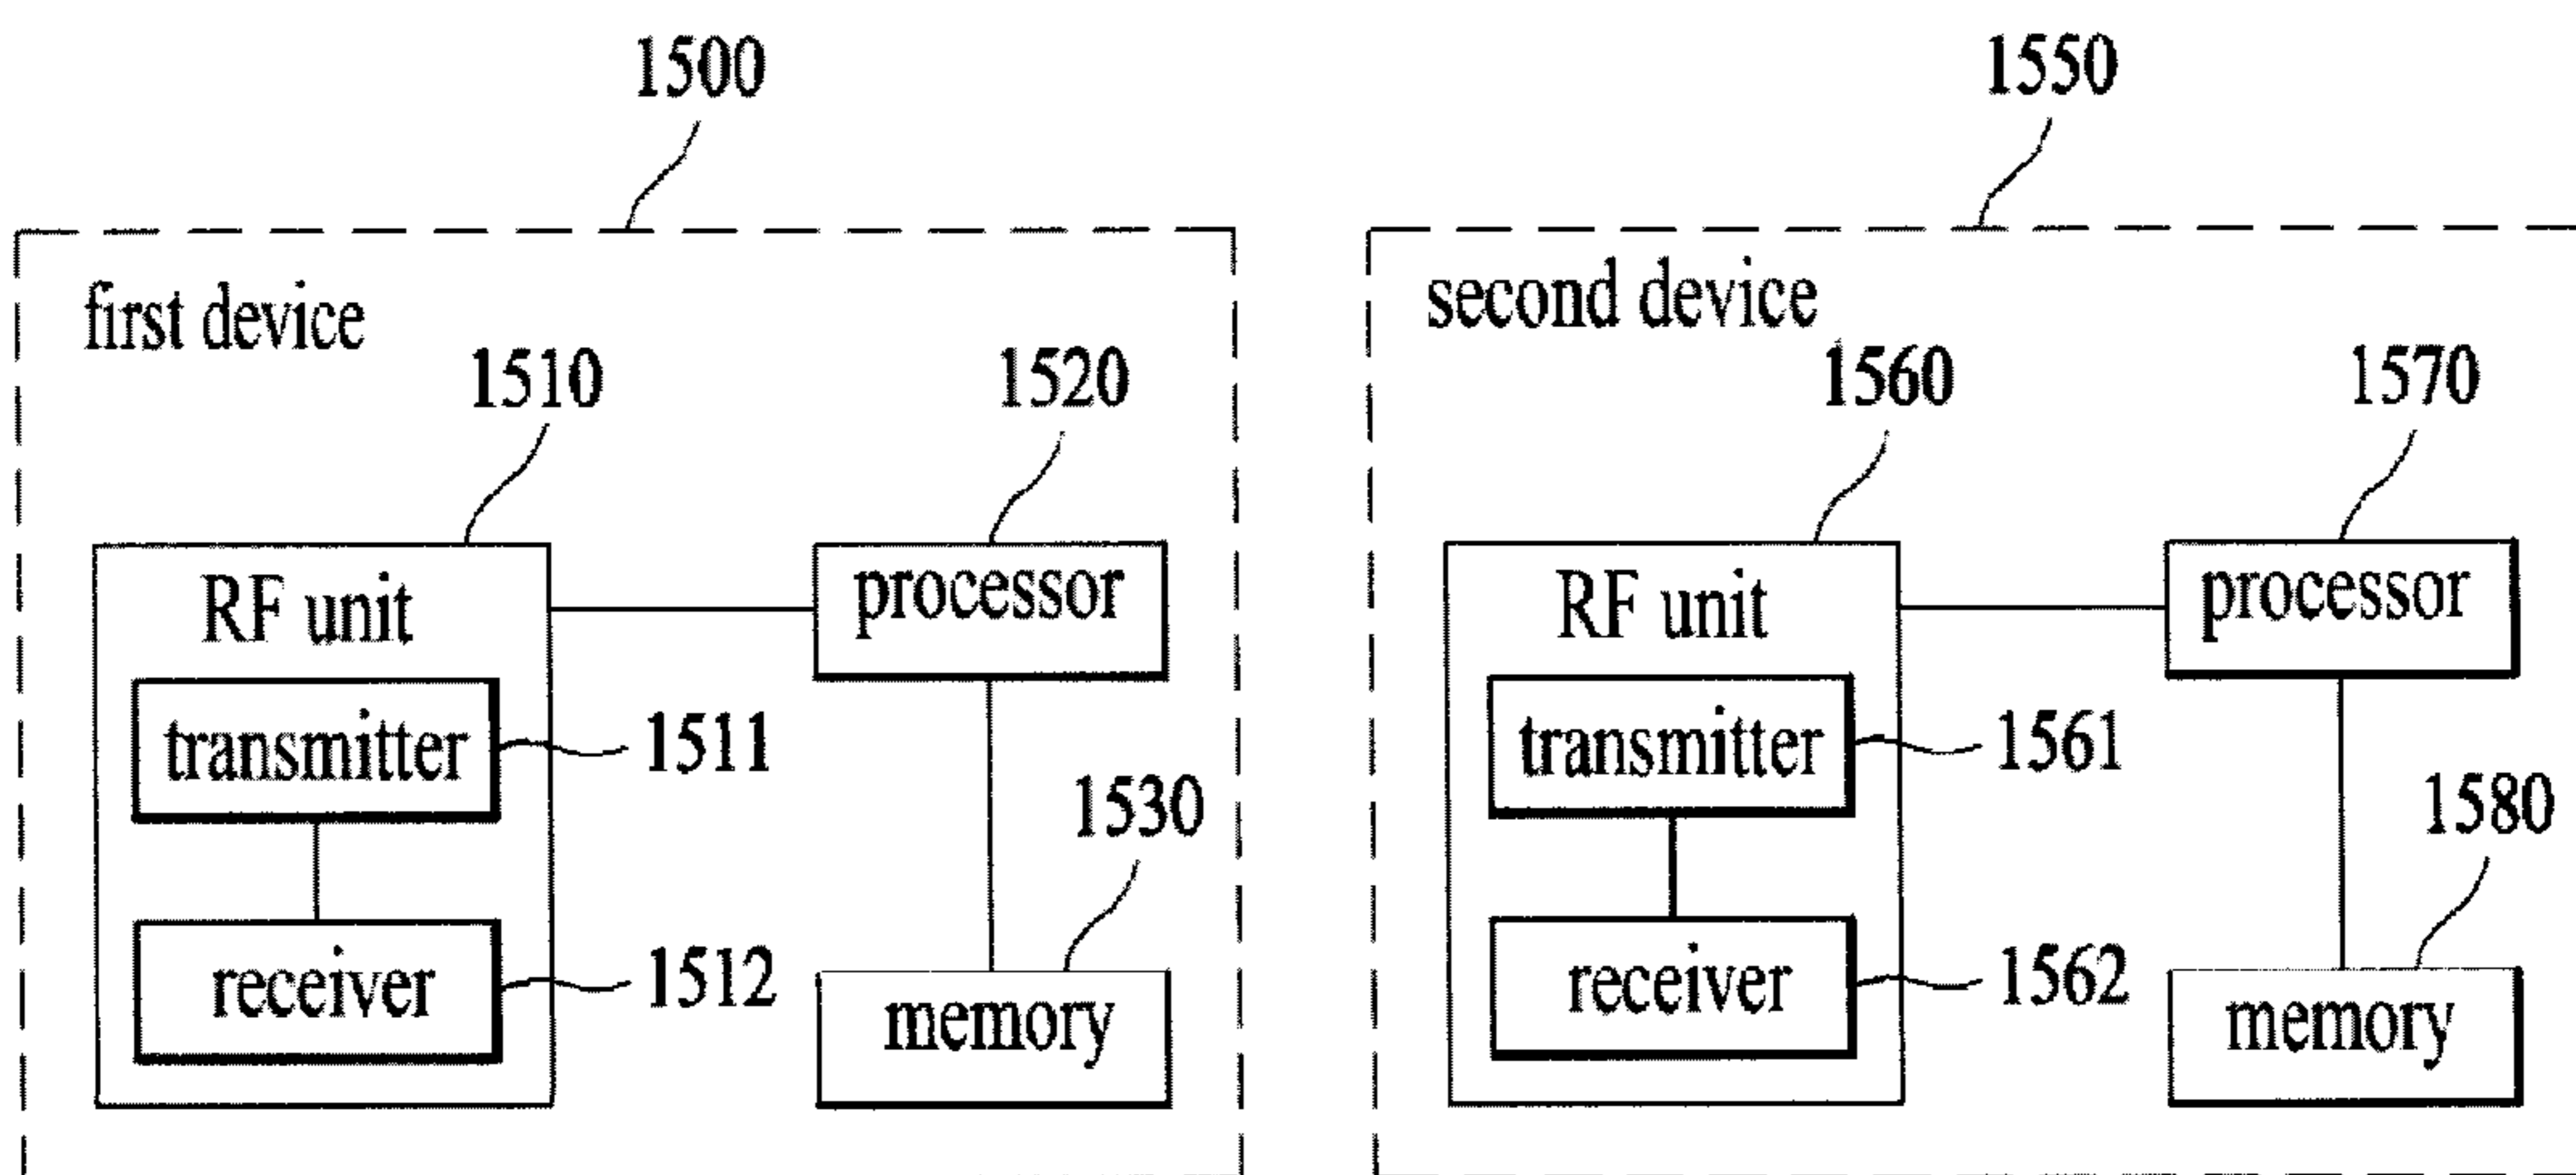 1500
1550
first device
second device
1510
1520
1560
1570
RF unit
processor
RF unit
processor
transmitter
1511
transmitter
1561
1530
1580
receiver
1512
receiver
1562
memory
memory